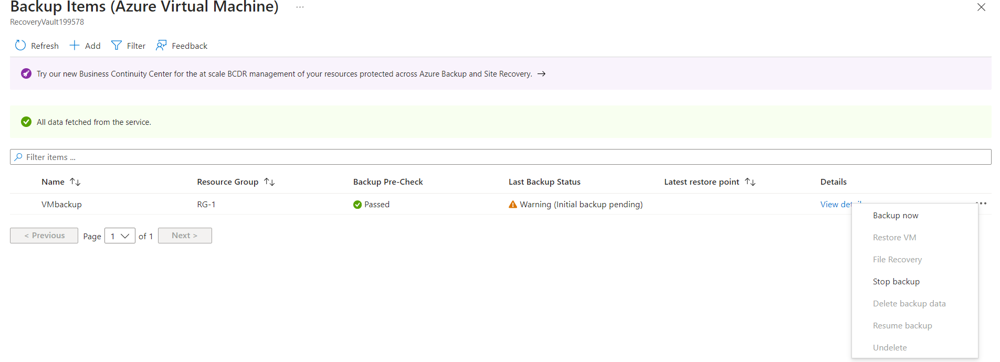 Backup Items (Azure Virtual Machine) ...
RecoveryVault199578
Refresh Add Filter Feedback
Try our new Business Continuity Center for the at scale BCDR management of your resources protected across Azure Backup and Site Recovery. →
All data fetched from the service.
Filter items ...
Name ↑↓ Resource Group ↑↓ Backup Pre-Check Last Backup Status Latest restore point ↑↓ Details
VMbackup RG-1 Passed Warning (Initial backup pending) View ...
Backup now
Restore VM
File Recovery
Stop backup
Delete backup data
Resume backup
Undelete
< Previous Page 1 of 1 Next >